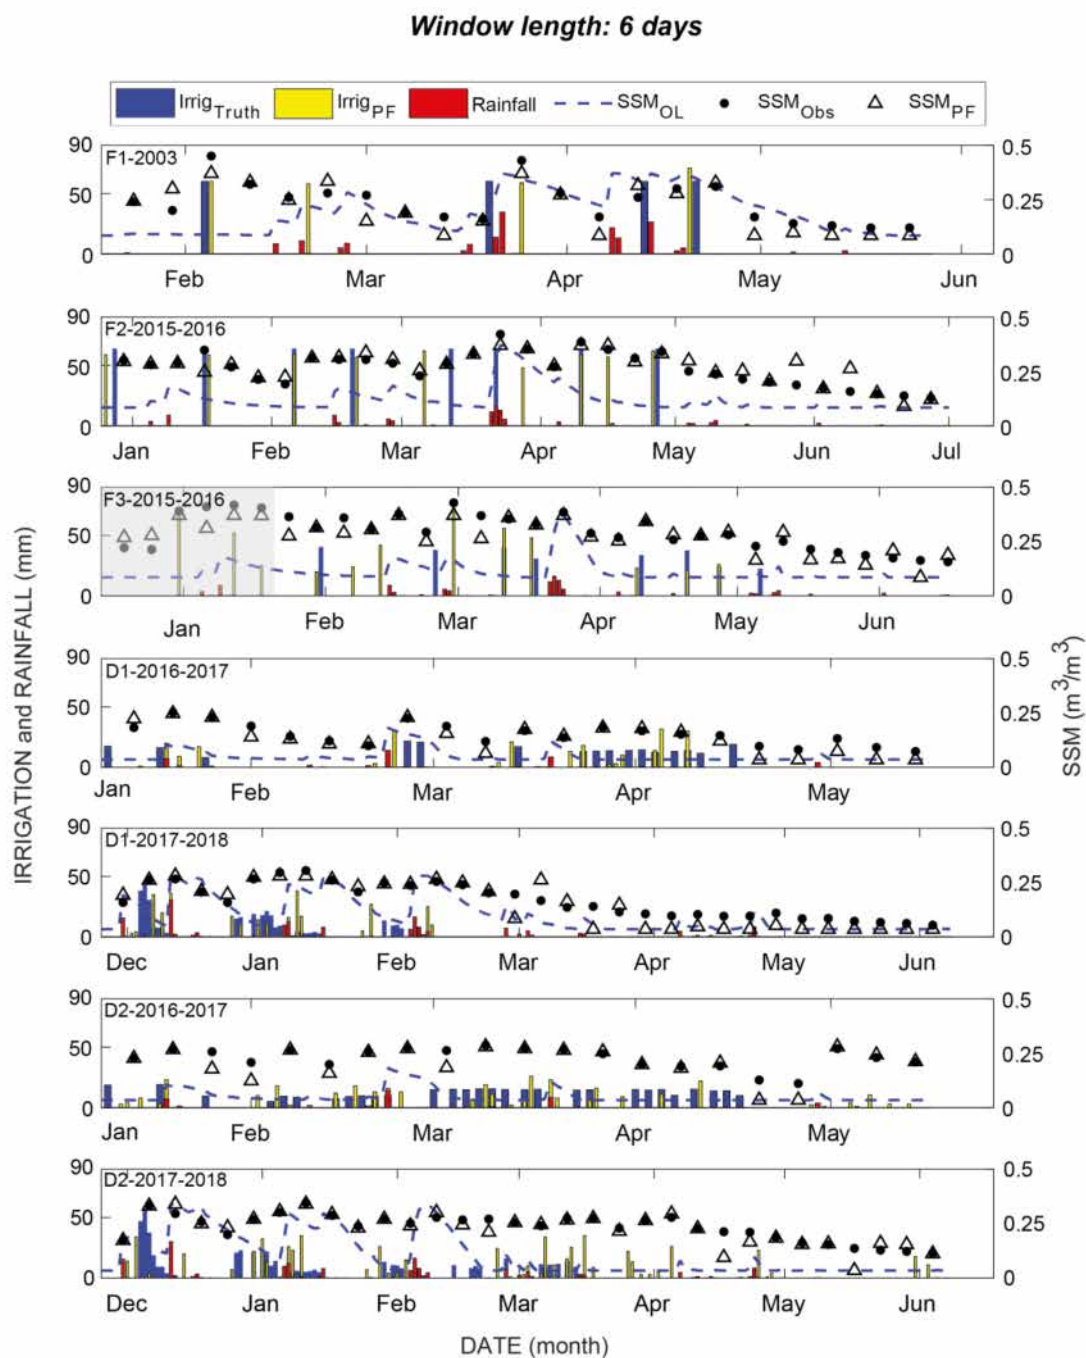 Window length: 6 days
Irrig_Truth Irrig_PF Rainfall SSM_OL SSM_Obs SSM_PF
IRRIGATION and RAINFALL (mm)
SSM (m³/m³)
F1-2003
90 0.5
50 0.25
0 0
Feb Mar Apr May Jun
F2-2015-2016
90 0.5
50 0.25
0 0
Jan Feb Mar Apr May Jun Jul
F3-2015-2016
90 0.5
50 0.25
0 0
Jan Feb Mar Apr May Jun
D1-2016-2017
90 0.5
50 0.25
0 0
Jan Feb Mar Apr May
D1-2017-2018
90 0.5
50 0.25
0 0
Dec Jan Feb Mar Apr May Jun
D2-2016-2017
90 0.5
50 0.25
0 0
Jan Feb Mar Apr May
D2-2017-2018
90 0.5
50 0.25
0 0
Dec Jan Feb Mar Apr May Jun
DATE (month)